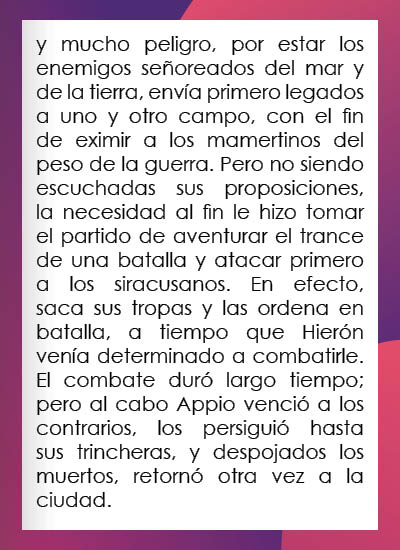 y mucho peligro, por estar los
enemigos señoreados del mar y
de la tierra, envía primero legados
a uno y otro campo, con el fin
de eximir a los mamertinos del
peso de la guerra. Pero no siendo
escuchadas sus proposiciones,
la necesidad al fin le hizo tomar
el partido de aventurar el trance
de una batalla y atacar primero
a los siracusanos. En efecto,
saca sus tropas y las ordena en
batalla, a tiempo que Hierón
venía determinado a combatirle.
El combate duró largo tiempo;
pero al cabo Appio venció a los
contrarios, los persiguió hasta
sus trincheras, y despojados los
muertos, retornó otra vez a la
ciudad.